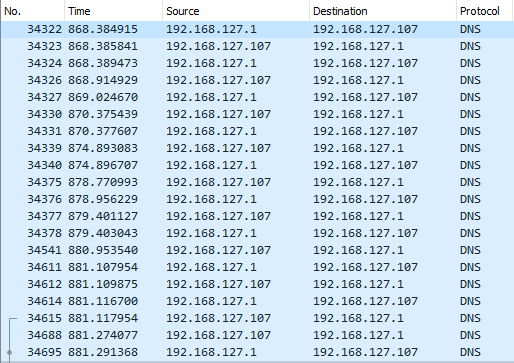 No. Time Source Destination Protocol
34322 868.384915 192.168.127.1 192.168.127.107 DNS
34323 868.385841 192.168.127.107 192.168.127.1 DNS
34324 868.389473 192.168.127.1 192.168.127.107 DNS
34326 868.914929 192.168.127.107 192.168.127.1 DNS
34327 869.024670 192.168.127.1 192.168.127.107 DNS
34330 870.375439 192.168.127.107 192.168.127.1 DNS
34331 870.377607 192.168.127.1 192.168.127.107 DNS
34339 874.893083 192.168.127.107 192.168.127.1 DNS
34340 874.896707 192.168.127.1 192.168.127.107 DNS
34375 878.770993 192.168.127.107 192.168.127.1 DNS
34376 878.956229 192.168.127.1 192.168.127.107 DNS
34377 879.401127 192.168.127.107 192.168.127.1 DNS
34378 879.403043 192.168.127.1 192.168.127.107 DNS
34541 880.953540 192.168.127.107 192.168.127.1 DNS
34611 881.107954 192.168.127.1 192.168.127.107 DNS
34612 881.109875 192.168.127.107 192.168.127.1 DNS
34614 881.116700 192.168.127.1 192.168.127.107 DNS
34615 881.117954 192.168.127.107 192.168.127.1 DNS
34688 881.274077 192.168.127.107 192.168.127.1 DNS
34695 881.291368 192.168.127.1 192.168.127.107 DNS